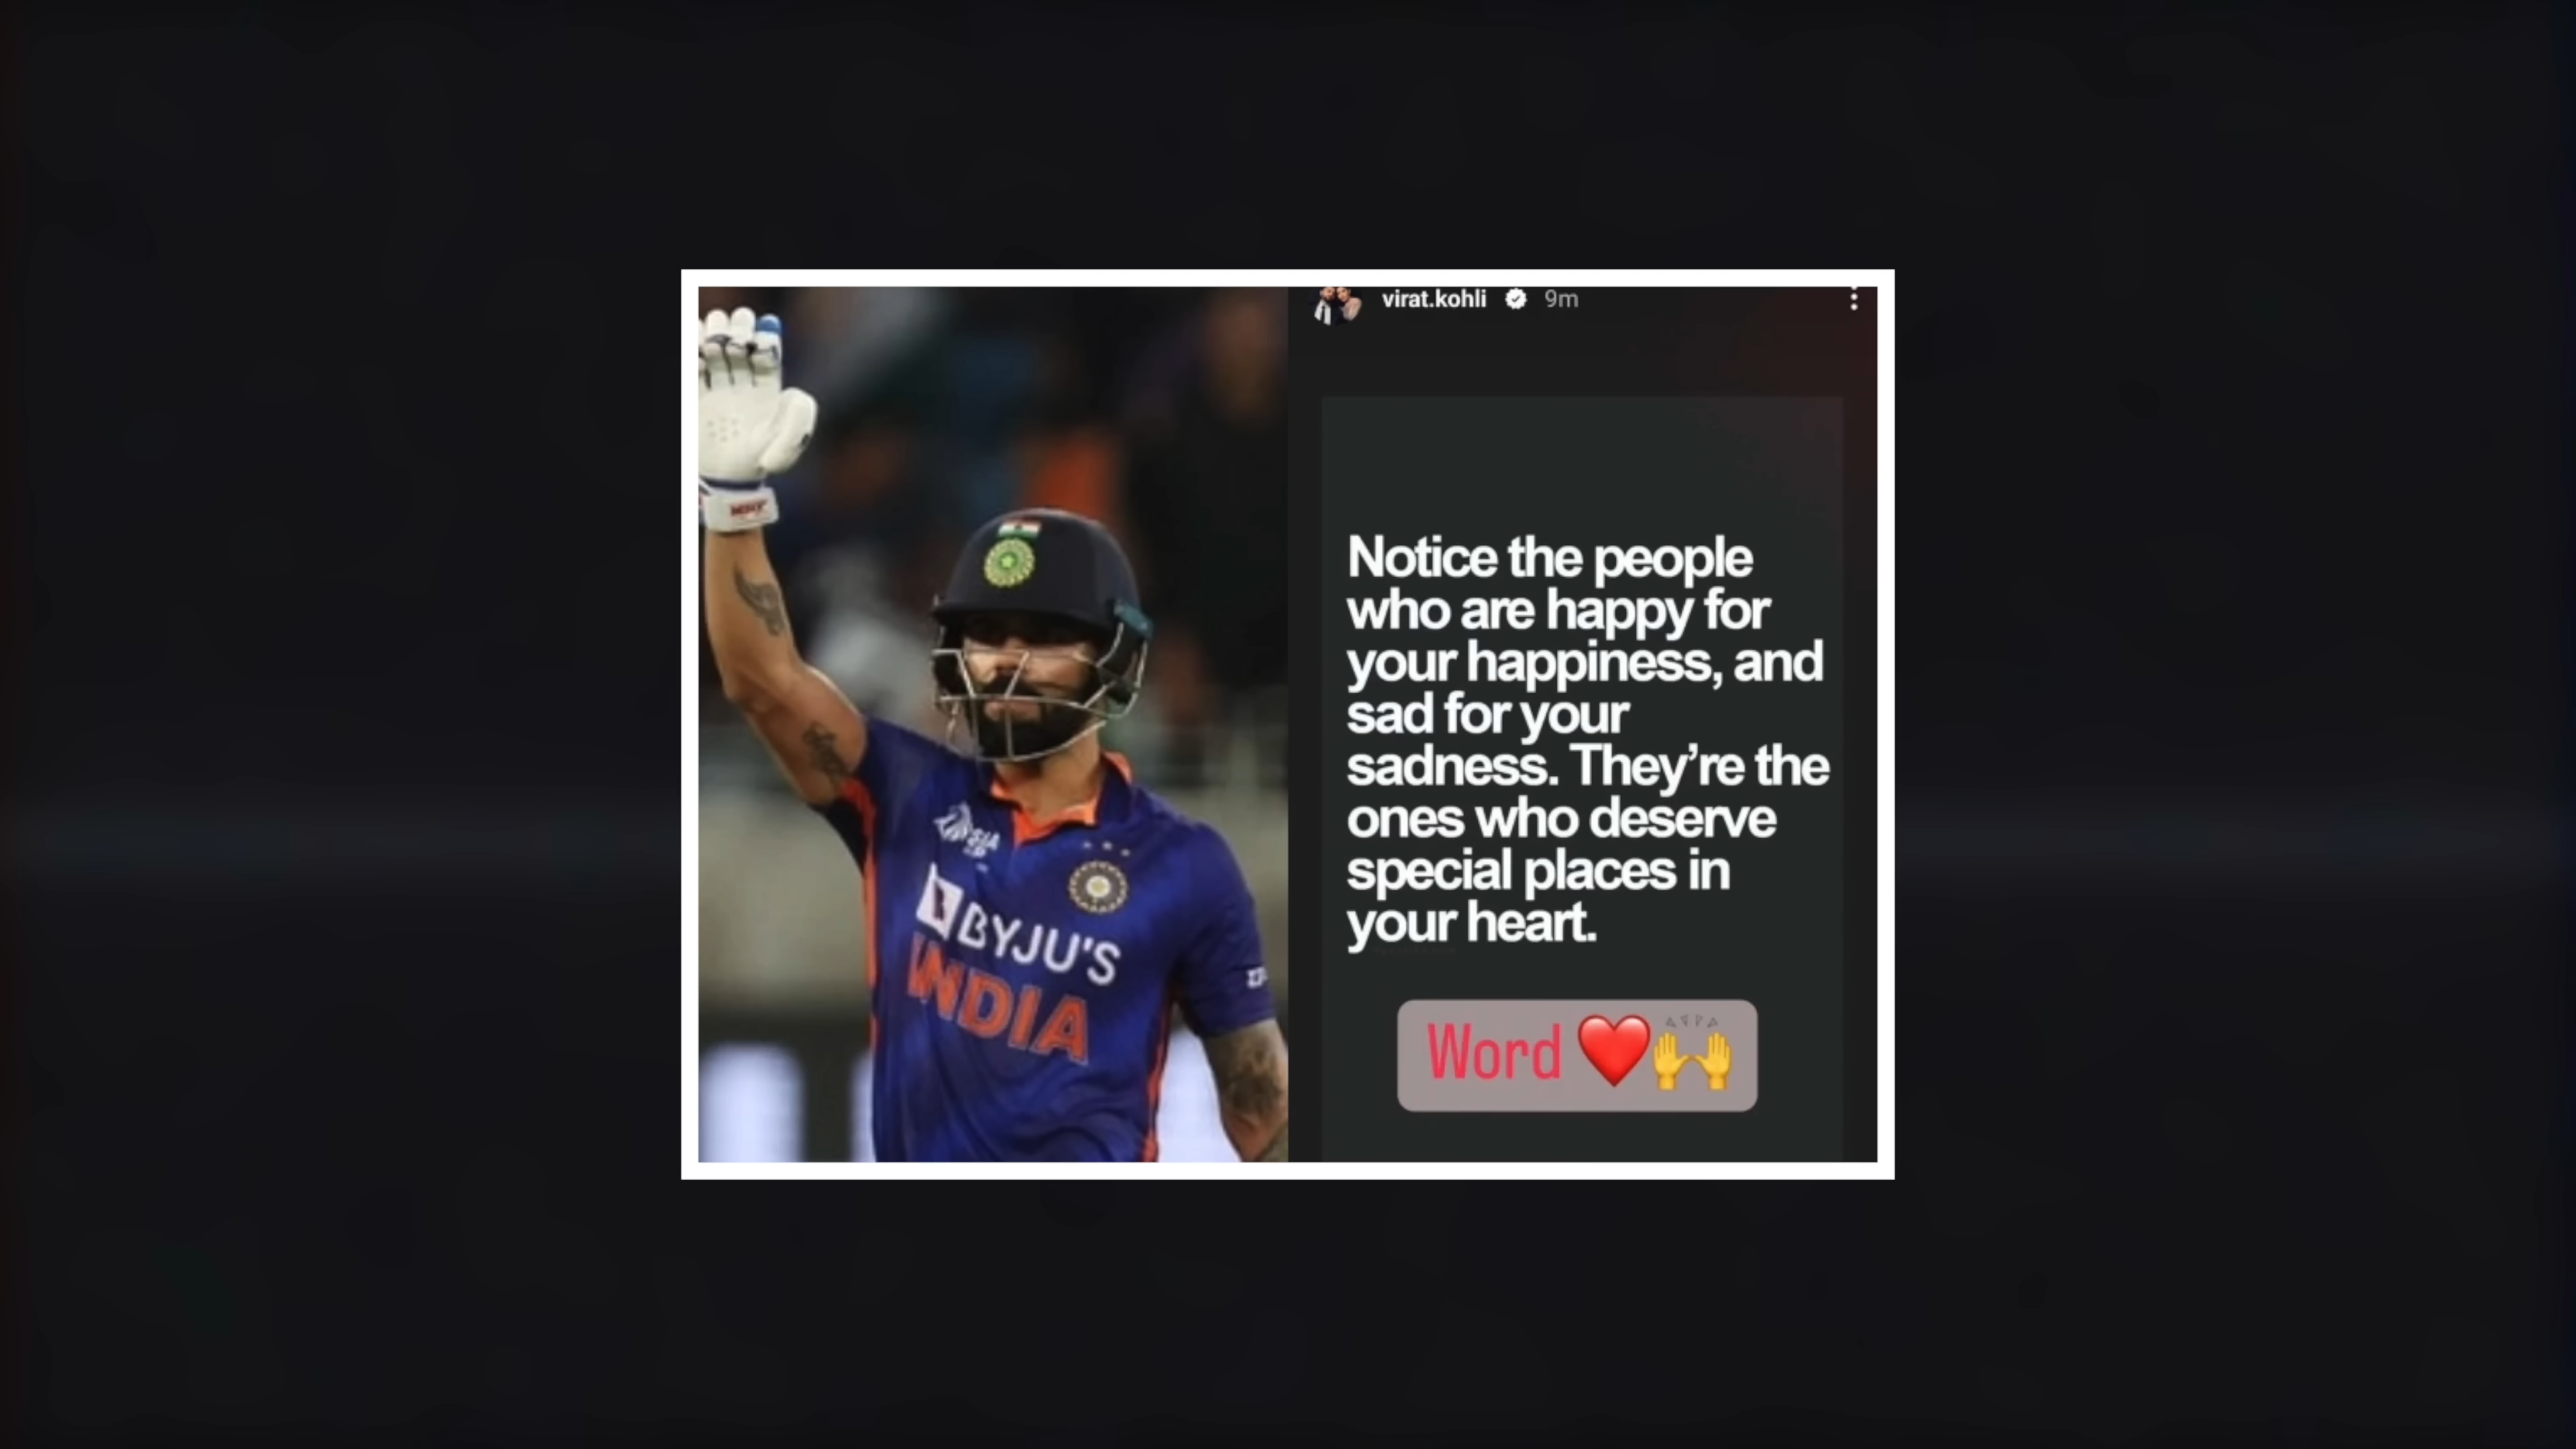 virat.kohli 9m
Notice the people
who are happy for
your happiness, and
sad for your
sadness. They’re the
ones who deserve
special places in
your heart.
Word ❤️🙌
ASIA
BYJU'S
INDIA